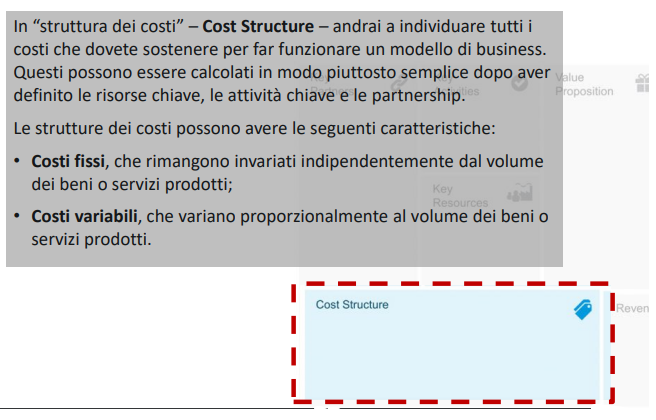 In “struttura dei costi” – Cost Structure – andrai a individuare tutti i
costi che dovete sostenere per far funzionare un modello di business.
Questi possono essere calcolati in modo piuttosto semplice dopo aver
definito le risorse chiave, le attività chiave e le partnership.
Le strutture dei costi possono avere le seguenti caratteristiche:
• Costi fissi, che rimangono invariati indipendentemente dal volume
dei beni o servizi prodotti;
• Costi variabili, che variano proporzionalmente al volume dei beni o
servizi prodotti.
Value
Proposition
Key
Resources
Cost Structure
Reven